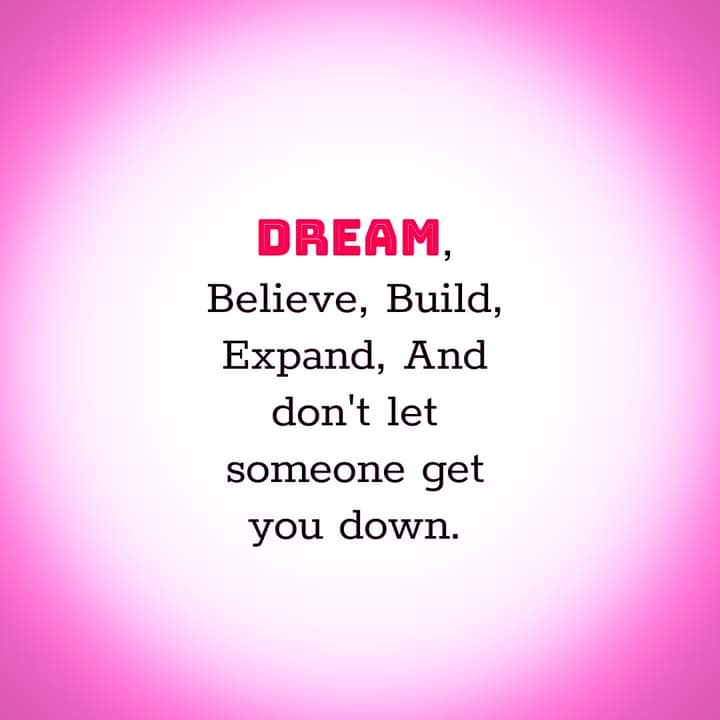 DREAM,
Believe, Build,
Expand, And
don't let
someone get
you down.